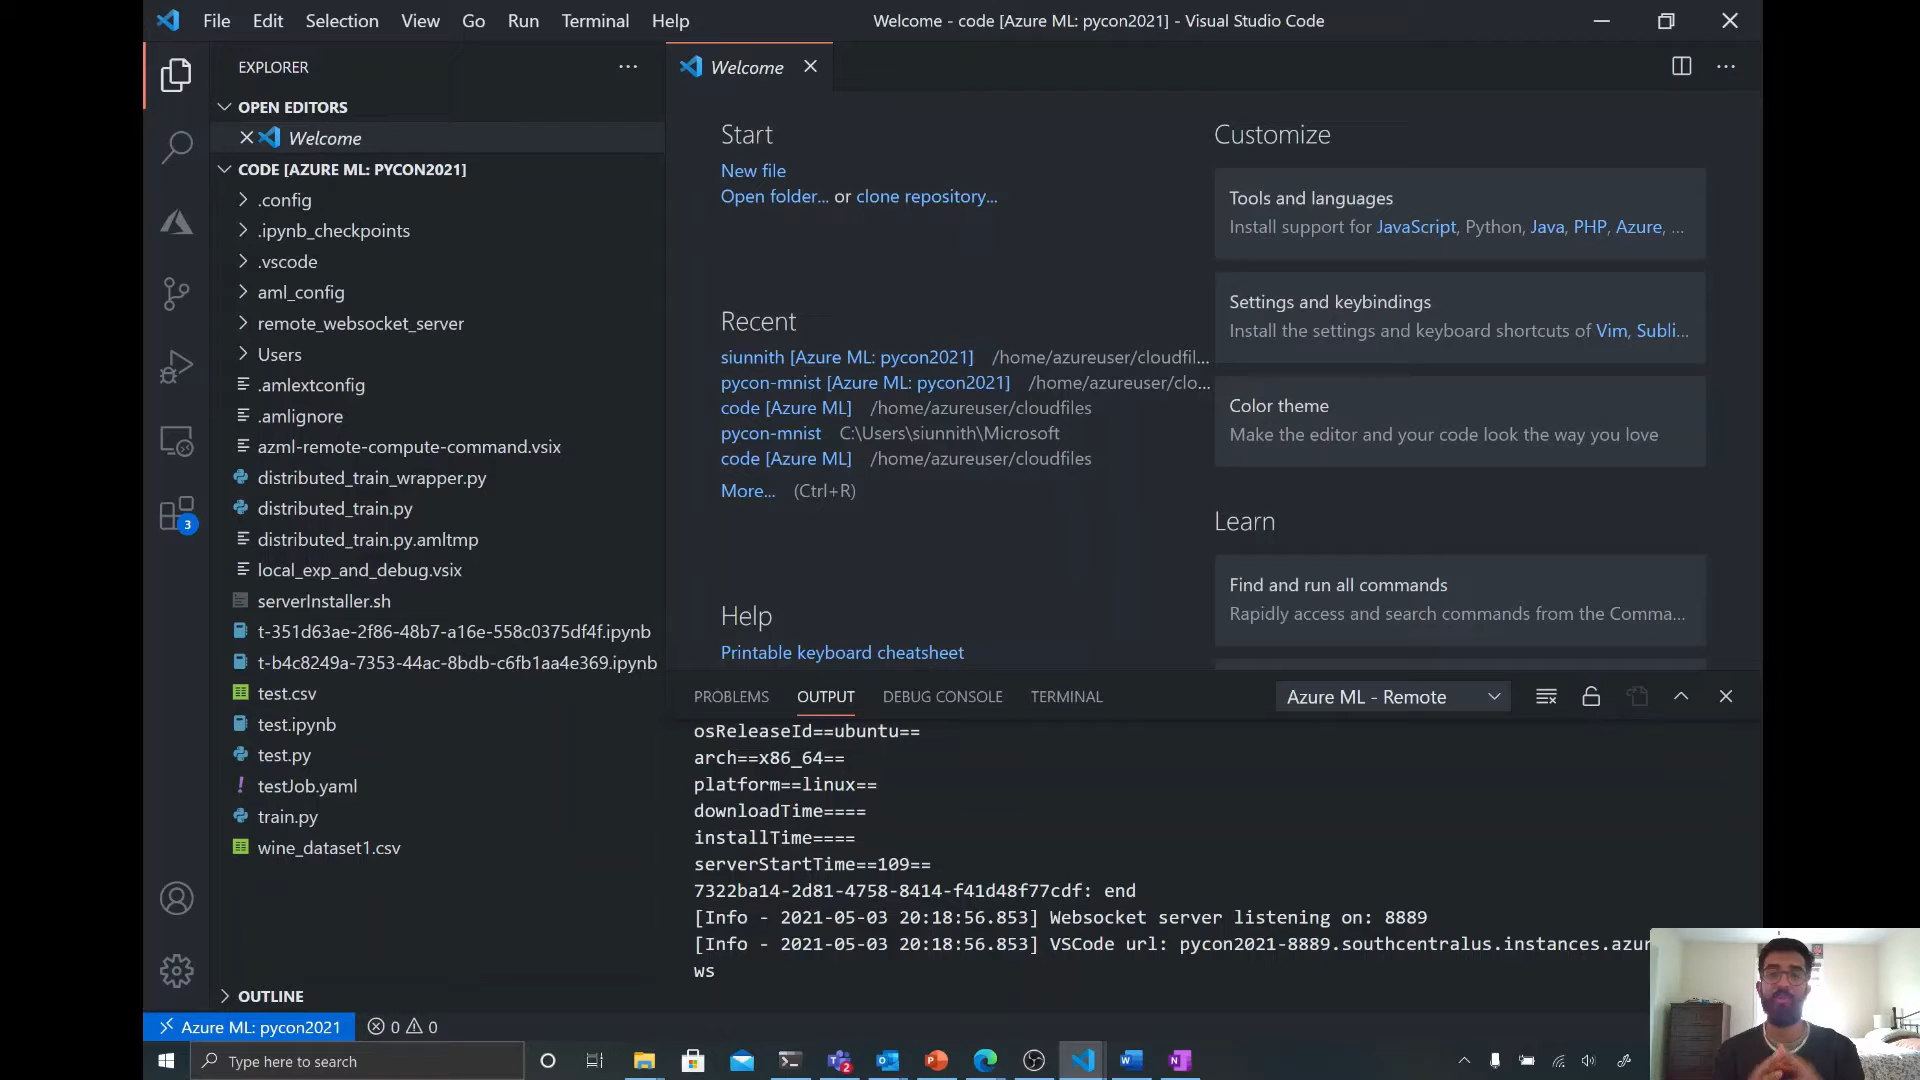 File Edit Selection View Go Run Terminal Help
Welcome - code [Azure ML: pycon2021] - Visual Studio Code
EXPLORER
OPEN EDITORS
Welcome
CODE [AZURE ML: PYCON2021]
.config
.ipynb_checkpoints
.vscode
aml_config
remote_websocket_server
Users
.amlextconfig
.amlignore
azml-remote-compute-command.vsix
distributed_train_wrapper.py
distributed_train.py
distributed_train.py.amltmp
local_exp_and_debug.vsix
serverInstaller.sh
t-351d63ae-2f86-48b7-a16e-558c0375df4f.ipynb
t-b4c8249a-7353-44ac-8bdb-c6fb1aa4e369.ipynb
test.csv
test.ipynb
test.py
testJob.yaml
train.py
wine_dataset1.csv
OUTLINE
3
Welcome
Start
New file
Open folder... or clone repository...
Recent
siunnith [Azure ML: pycon2021] /home/azureuser/cloudfil...
pycon-mnist [Azure ML: pycon2021] /home/azureuser/clo...
code [Azure ML] /home/azureuser/cloudfiles
pycon-mnist C:\Users\siunnith\Microsoft
code [Azure ML] /home/azureuser/cloudfiles
More... (Ctrl+R)
Help
Printable keyboard cheatsheet
Customize
Tools and languages
Install support for JavaScript, Python, Java, PHP, Azure, ...
Settings and keybindings
Install the settings and keyboard shortcuts of Vim, Subli...
Color theme
Make the editor and your code look the way you love
Learn
Find and run all commands
Rapidly access and search commands from the Comma...
PROBLEMS OUTPUT DEBUG CONSOLE TERMINAL
Azure ML - Remote
osReleaseId==ubuntu==
arch==x86_64==
platform==linux==
downloadTime====
installTime====
serverStartTime==109==
7322ba14-2d81-4758-8414-f41d48f77cdf: end
[Info - 2021-05-03 20:18:56.853] Websocket server listening on: 8889
[Info - 2021-05-03 20:18:56.853] VSCode url: pycon2021-8889.southcentralus.instances.azur
ws
Azure ML: pycon2021
0 0
Type here to search
2